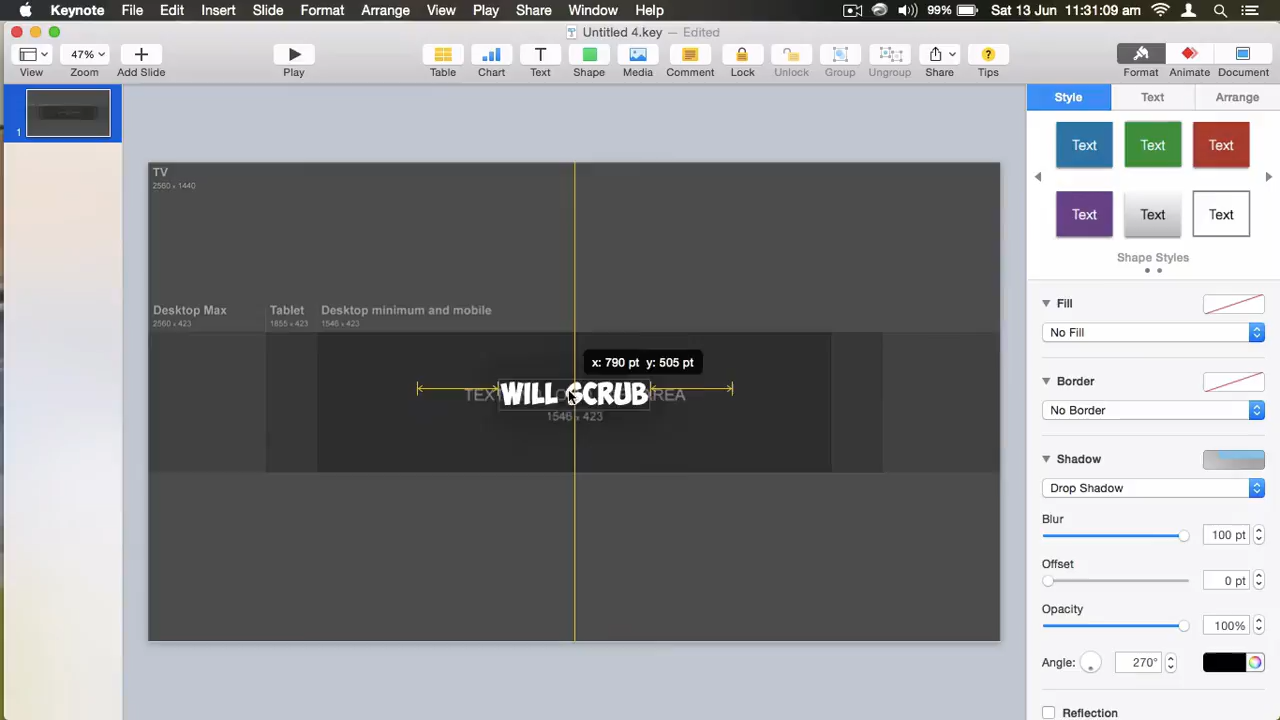 Keynote File Edit Insert Slide Format Arrange View Play Share Window Help 99% Sat 13 Jun 11:31:09 am
Untitled 4.key — Edited
47%
View Zoom Add Slide Play Table Chart Text Shape Media Comment Lock Unlock Group Ungroup Share Tips Format Animate Document
Style Text Arrange
1
Text Text Text
Text Text Text
Shape Styles
TV
2560 x 1440
Desktop Max Tablet Desktop minimum and mobile
2560 x 423 1855 x 423 1546 x 423
x: 790 pt y: 505 pt
WILL SCRUB
1546 x 423
Fill
No Fill
Border
No Border
Shadow
Drop Shadow
Blur
100 pt
Offset
0 pt
Opacity
100%
Angle: 270°
Reflection